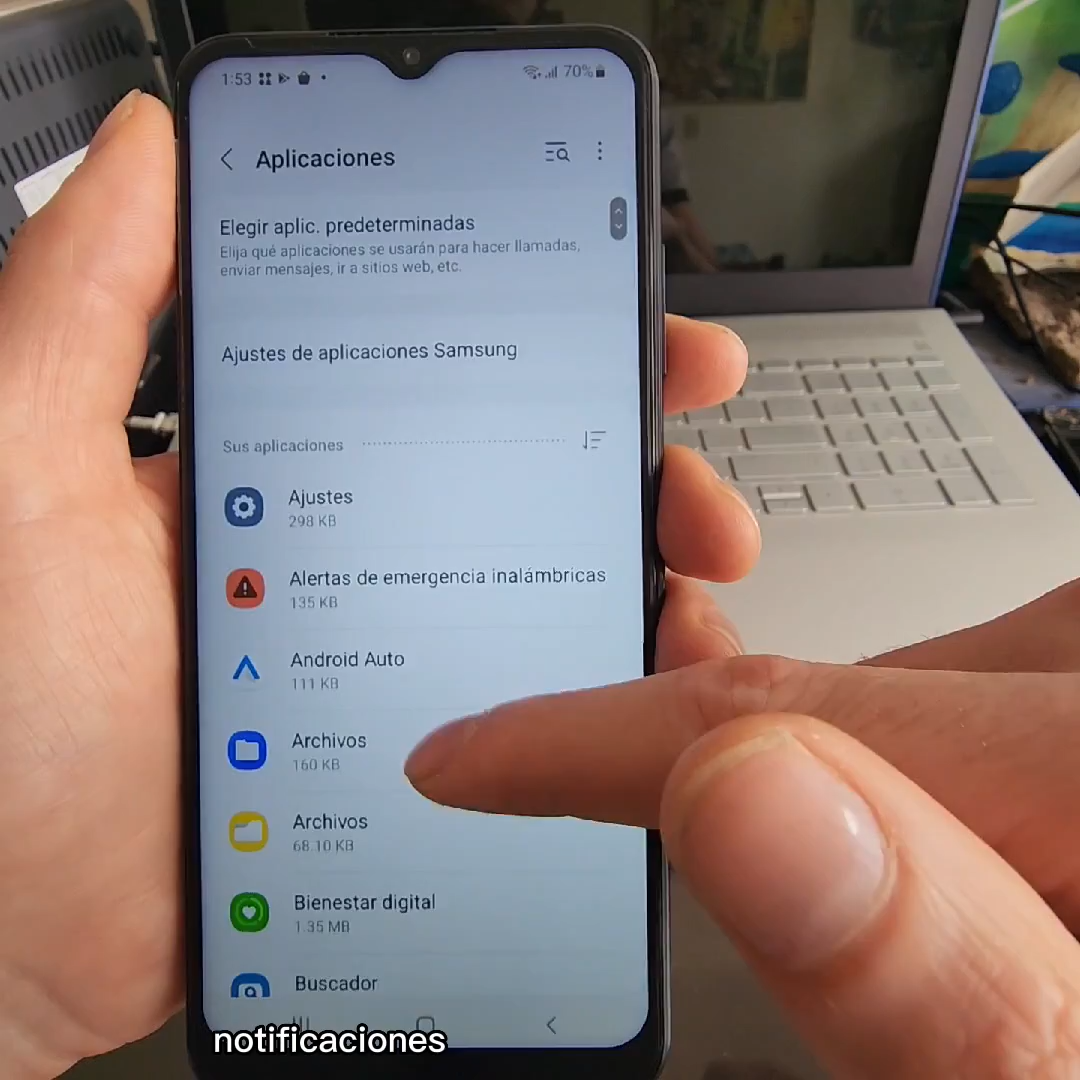 1:53
70%
Aplicaciones
Elegir aplic. predeterminadas
Elija qué aplicaciones se usarán para hacer llamadas,
enviar mensajes, ir a sitios web, etc.
Ajustes de aplicaciones Samsung
Sus aplicaciones
Ajustes
298 KB
Alertas de emergencia inalámbricas
135 KB
Android Auto
111 KB
Archivos
160 KB
Archivos
68.10 KB
Bienestar digital
1.35 MB
Buscador
notificaciones